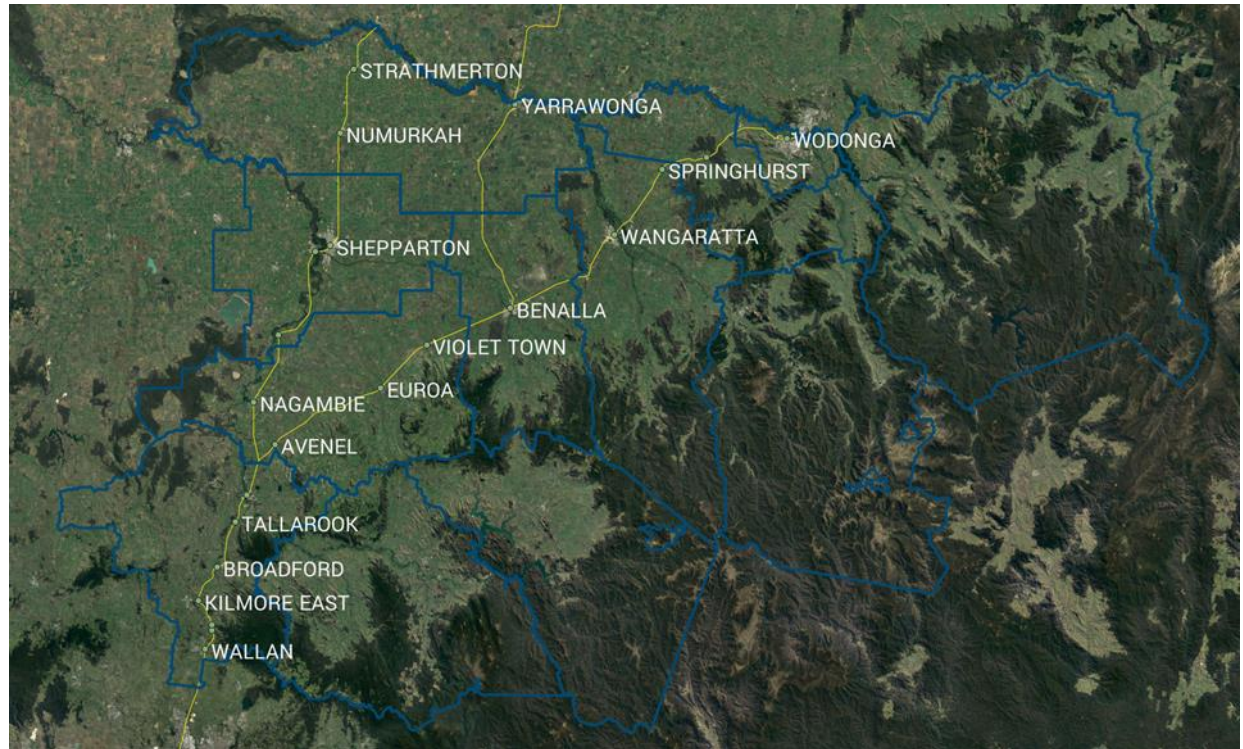 STRATHMERTON
YARRAWONGA
NUMURKAH
WODONGA
SPRINGHURST
WANGARATTA
SHEPPARTON
BENALLA
VIOLET TOWN
EUROA
NAGAMBIE
AVENEL
TALLAROOK
BROADFORD
KILMORE EAST
WALLAN